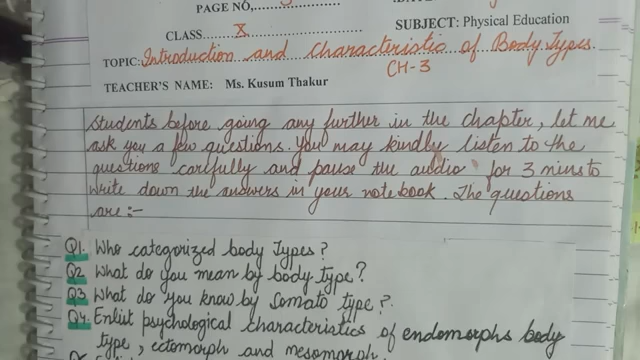 PAGE NO,
CLASS X SUBJECT: Physical Education
TOPIC: Introduction and Characteristic of Body Types.
CH-3
TEACHER'S NAME: Ms. Kusum Thakur
Students before going any further in the chapter, let me
ask you a few questions. You may kindly listen to the
questions carefully and pause the audio for 3 mins to
write down the answers in your notebook. The questions
are :-
Q1. Who categorized body Types?
Q2 What do you mean by body type?
Q3 What do you know by Somato type?
Q4. Enlist psychological characteristics of endomorphs body
type, ectomorph and mesomorph.